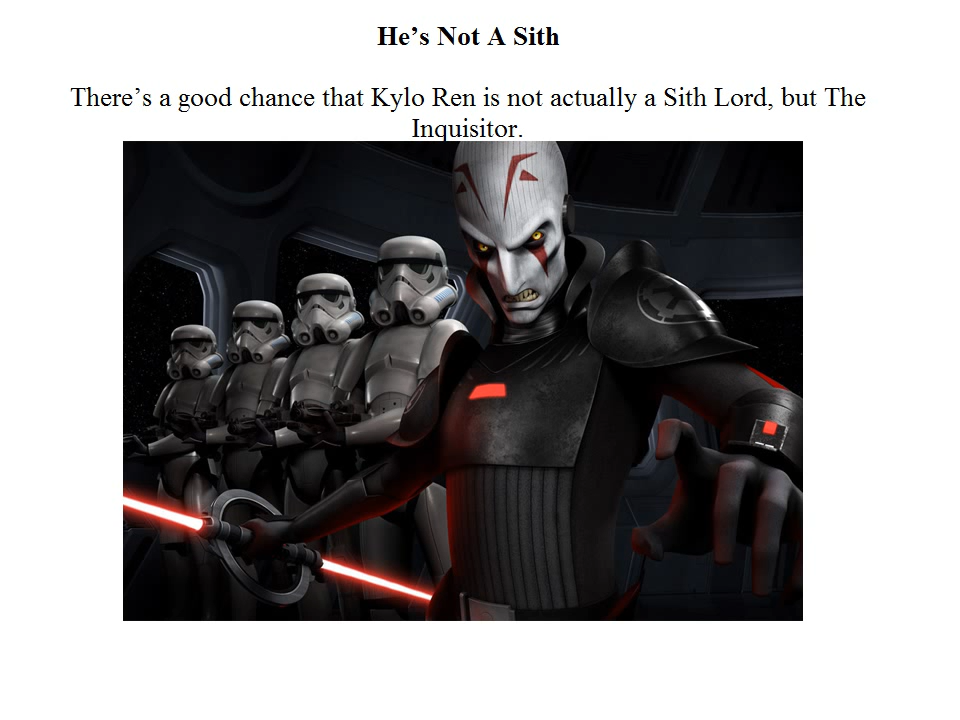 He’s Not A Sith
There’s a good chance that Kylo Ren is not actually a Sith Lord, but The
Inquisitor.